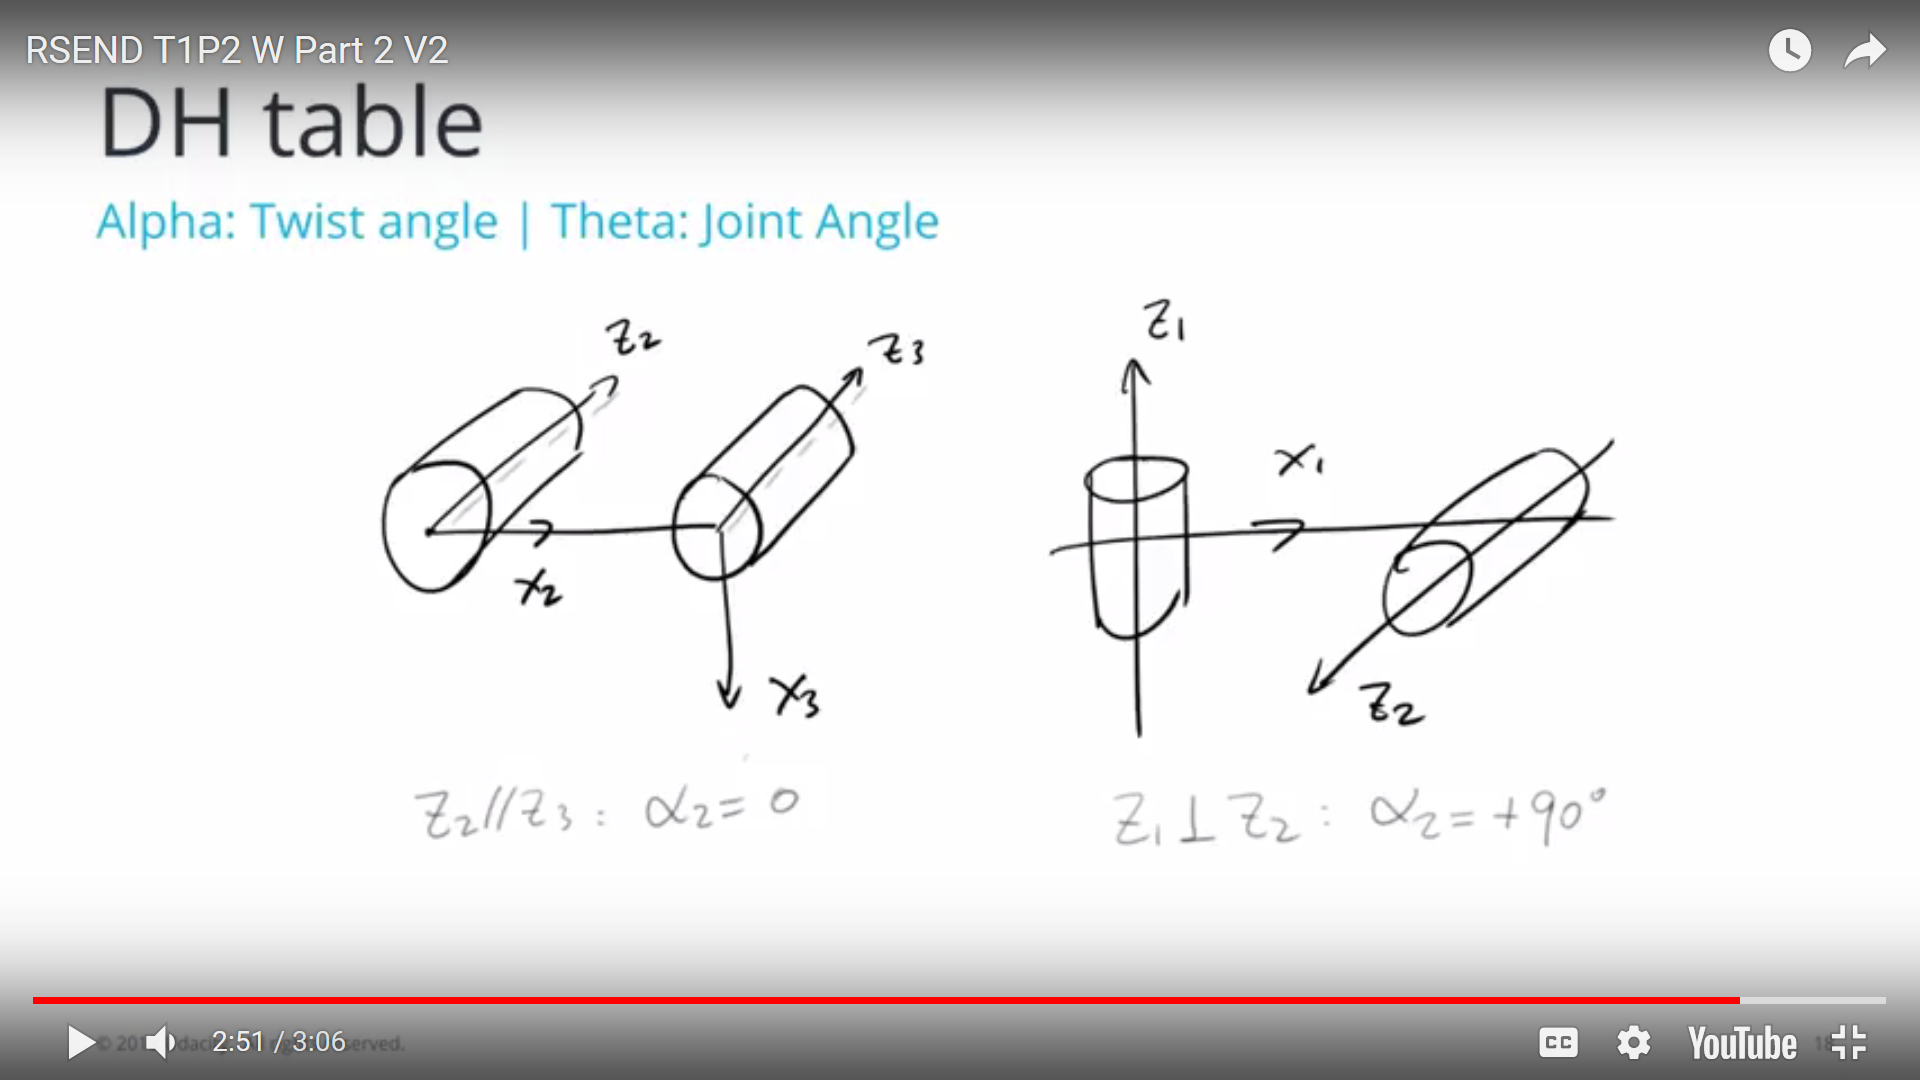 RSEND T1P2 W Part 2 V2
DH table
Alpha: Twist angle | Theta: Joint Angle
Z2
Z3
X2
X3
Z1
X1
Z2
Z2//Z3 : α2 = 0
Z1 ⊥ Z2 : α2 = +90°
2:51 / 3:06
CC
YouTube